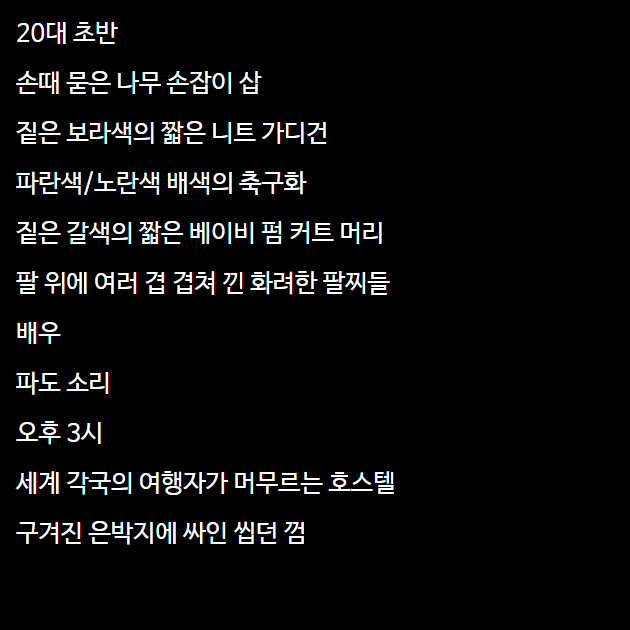 20대 초반
손때 묻은 나무 손잡이 삽
짙은 보라색의 짧은 니트 가디건
파란색/노란색 배색의 축구화
짙은 갈색의 짧은 베이비 펌 커트 머리
팔 위에 여러 겹 겹쳐 낀 화려한 팔찌들
배우
파도 소리
오후 3시
세계 각국의 여행자가 머무르는 호스텔
구겨진 은박지에 싸인 씹던 껌